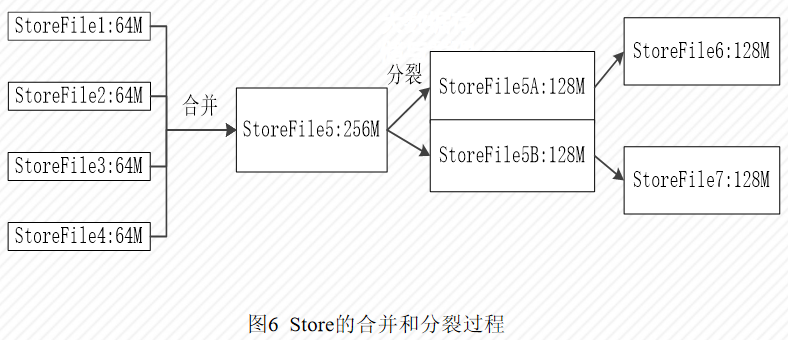 StoreFile1:64M
StoreFile2:64M
StoreFile3:64M
StoreFile4:64M
合并
StoreFile5:256M
分裂
StoreFile5A:128M
StoreFile5B:128M
StoreFile6:128M
StoreFile7:128M
图6 Store的合并和分裂过程